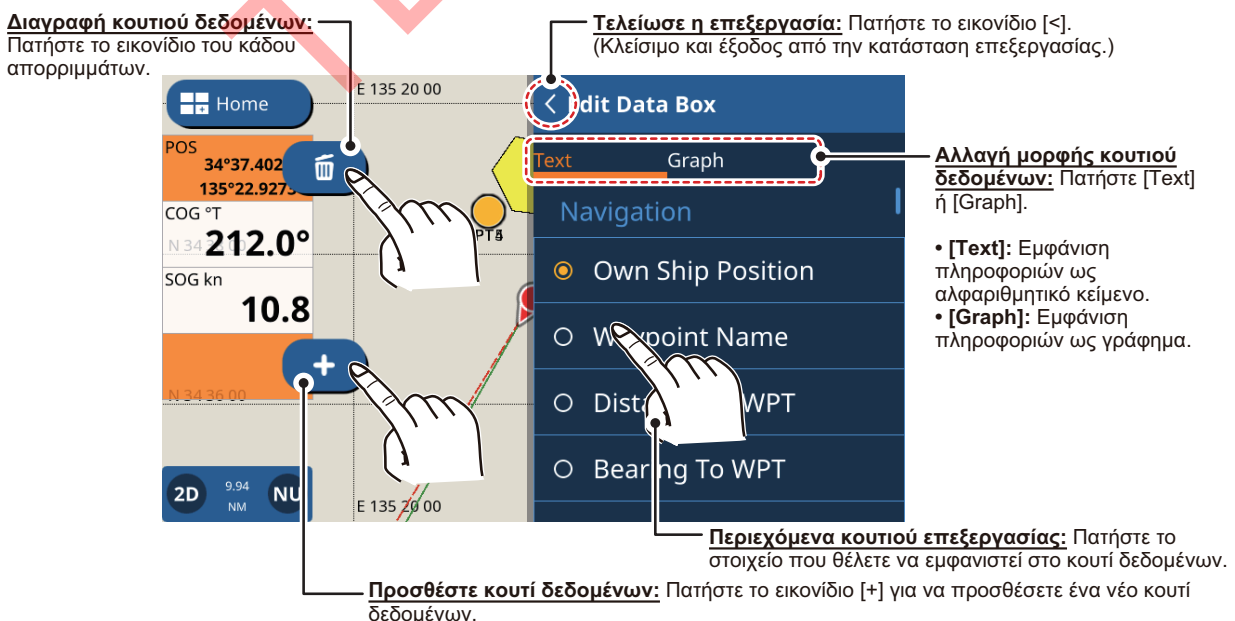 Διαγραφή κουτιού δεδομένων:
Πατήστε το εικονίδιο του κάδου
απορριμμάτων.
Τελείωσε η επεξεργασία: Πατήστε το εικονίδιο [<].
(Κλείσιμο και έξοδος από την κατάσταση επεξεργασίας.)
Home
E 135 20 00
Edit Data Box
POS
34°37.402
135°22.9273
Text Graph
Αλλαγή μορφής κουτιού
δεδομένων: Πατήστε [Text]
ή [Graph].
• [Text]: Εμφάνιση
πληροφοριών ως
αλφαριθμητικό κείμενο.
• [Graph]: Εμφάνιση
πληροφοριών ως γράφημα.
COG °T
212.0°
N 34
Navigation
Own Ship Position
SOG kn
10.8
Waypoint Name
N 34 36 00
WPT
Bearing To WPT
2D 9.94 NU
NM
E 135 20 00
Περιεχόμενα κουτιού επεξεργασίας: Πατήστε το
στοιχείο που θέλετε να εμφανιστεί στο κουτί δεδομένων.
Προσθέστε κουτί δεδομένων: Πατήστε το εικονίδιο [+] για να προσθέσετε ένα νέο κουτί
δεδομένων.